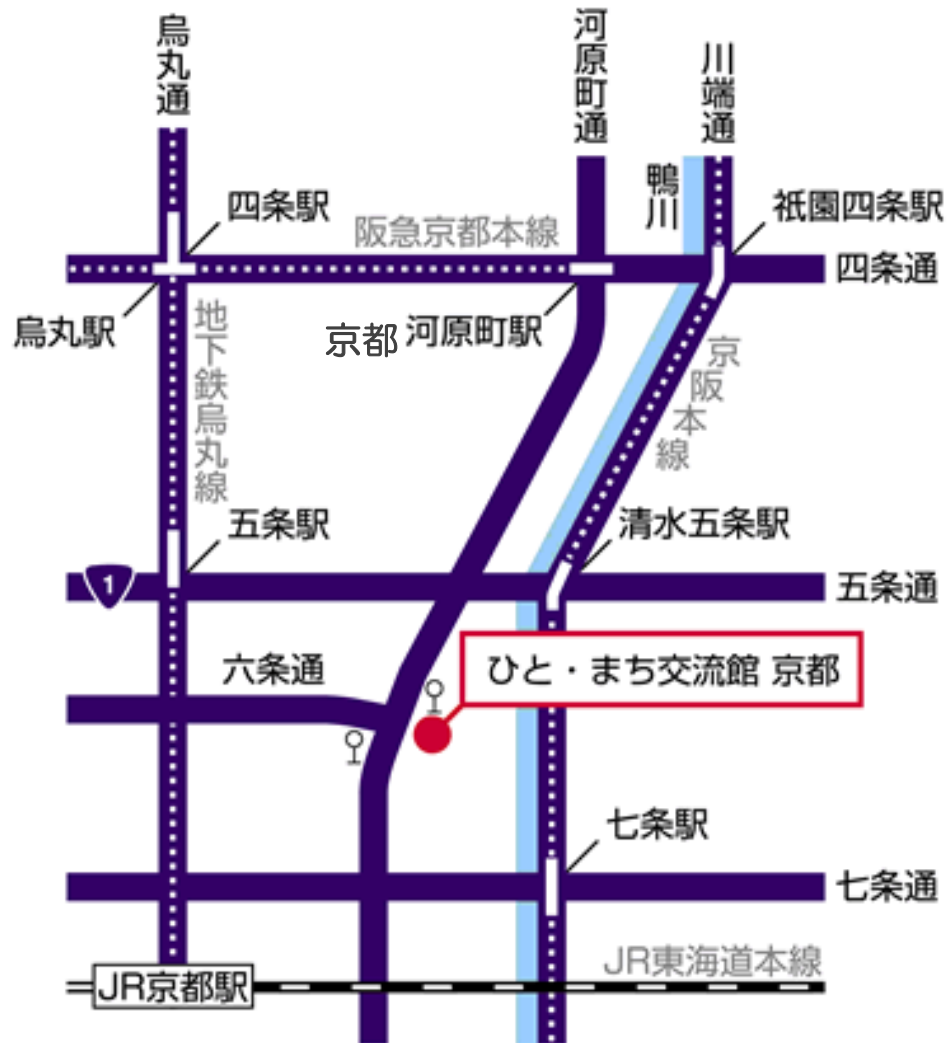 烏丸通
河原町通
川端通
鴨川
四条駅
阪急京都本線
祇園四条駅
四条通
烏丸駅
京都 河原町駅
地下鉄烏丸線
京阪本線
五条駅
清水五条駅
1
五条通
六条通
ひと・まち交流館 京都
七条駅
七条通
JR東海道本線
JR京都駅